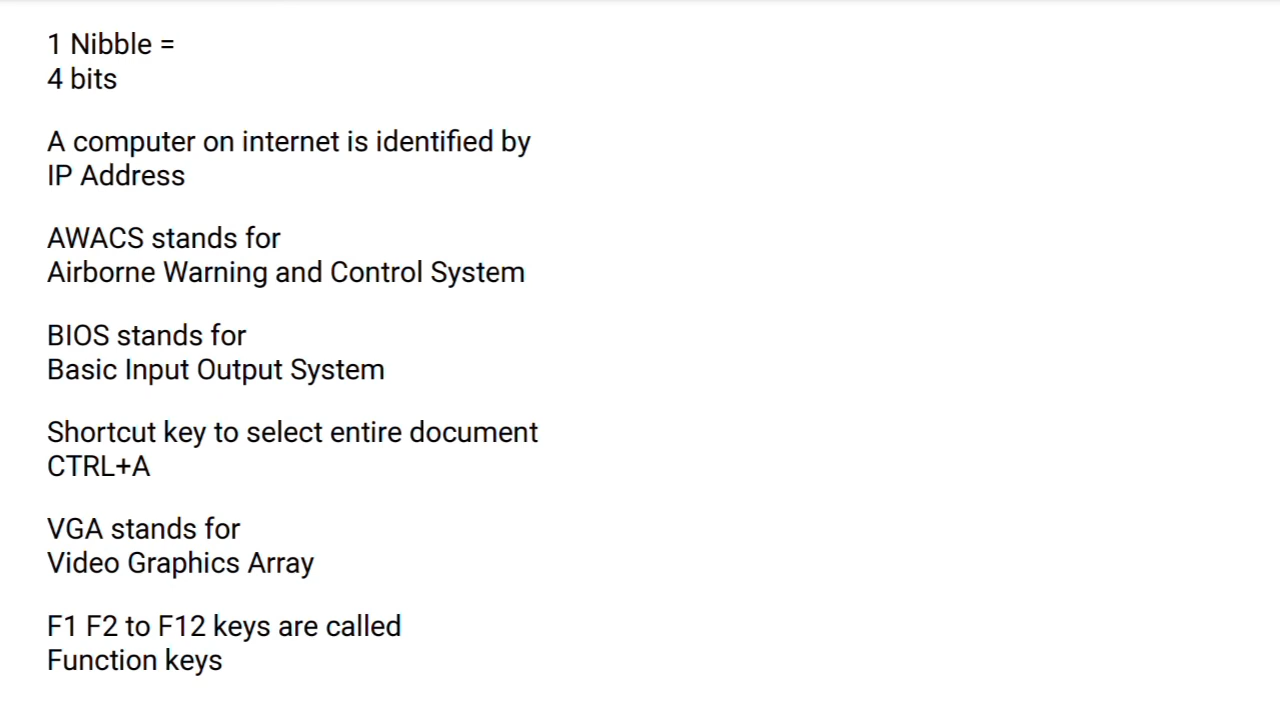 1 Nibble =
4 bits
A computer on internet is identified by
IP Address
AWACS stands for
Airborne Warning and Control System
BIOS stands for
Basic Input Output System
Shortcut key to select entire document
CTRL+A
VGA stands for
Video Graphics Array
F1 F2 to F12 keys are called
Function keys